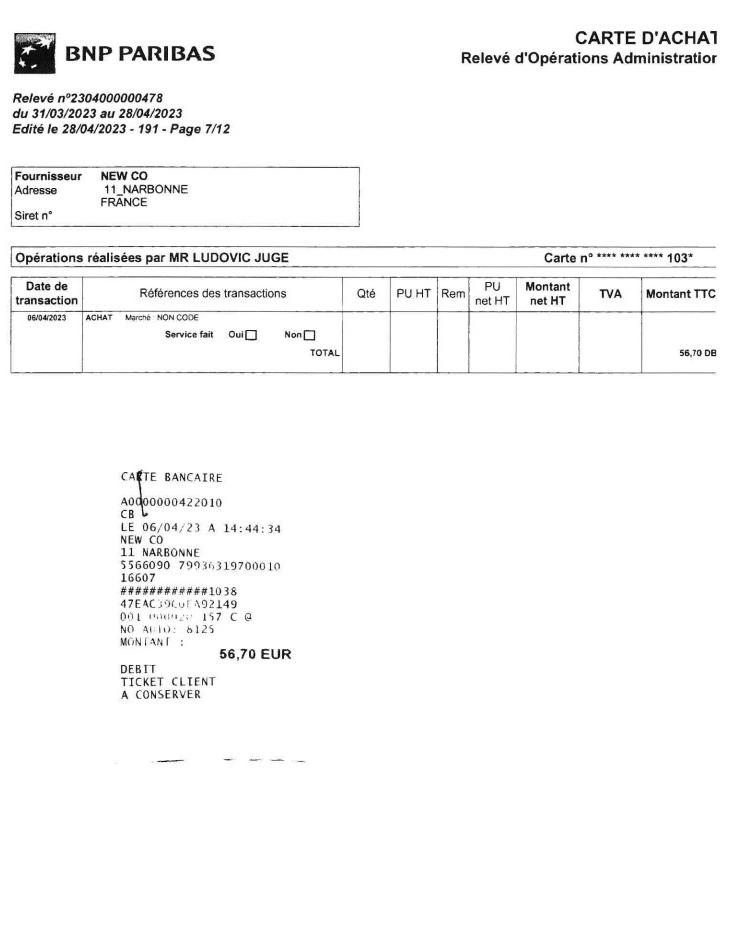 BNP PARIBAS
CARTE D'ACHAT
Relevé d'Opérations Administration
Relevé n°2304000000478
du 31/03/2023 au 28/04/2023
Edité le 28/04/2023 - 191 - Page 7/12
Fournisseur NEW CO
Adresse 11_NARBONNE
FRANCE
Siret n°
Opérations réalisées par MR LUDOVIC JUGE Carte n° **** **** **** 103*
Date de transaction Références des transactions Qté PU HT Rem PU net HT Montant net HT TVA Montant TTC
06/04/2023 ACHAT Marché NON CODE
Service fait Oui Non
TOTAL 56,70 DB
CARTE BANCAIRE
A0000000422010
CB
LE 06/04/23 A 14:44:34
NEW CO
11 NARBONNE
5566090 79936319700010
16607
############1038
001 157 C @
NO AUTO: 6125
MONTANT :
56,70 EUR
DEBIT
TICKET CLIENT
A CONSERVER